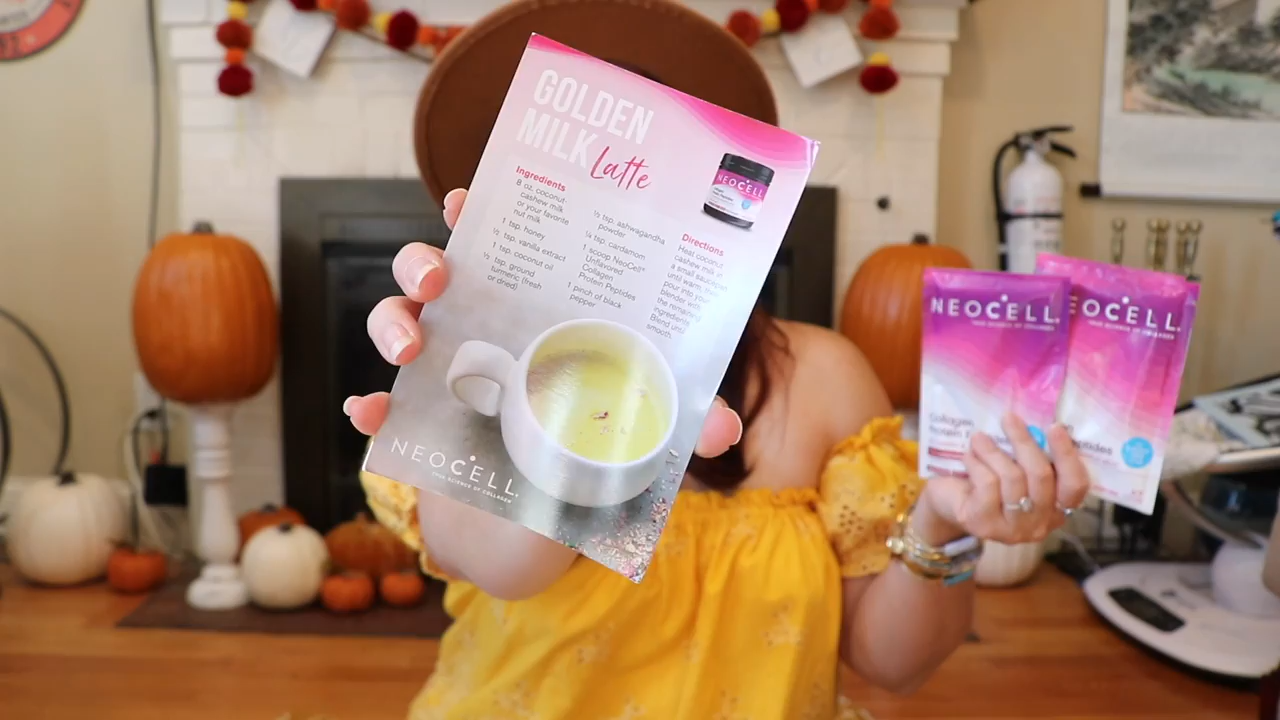 GOLDEN
MILK Latte
Ingredients
8 oz. coconut-
cashew milk
or your favorite
nut milk
1 tsp. honey
½ tsp. vanilla extract
1 tsp. coconut oil
½ tsp. ground
turmeric (fresh
or dried)
½ tsp. ashwagandha
powder
¼ tsp. cardamom
1 scoop NeoCell®
Unflavored
Collagen
Protein Peptides
1 pinch of black
pepper
NEOCELL
Directions
Heat coconut
cashew milk in
a small saucepan
until warm, then
pour into your
blender with
the remaining
ingredients.
Blend until
smooth.
NEOCELL
YOUR SCIENCE OF COLLAGEN
NEOCELL
YOUR SCIENCE OF COLLAGEN
Collagen
NEOCELL
YOUR SCIENCE OF COLLAGEN
Peptides